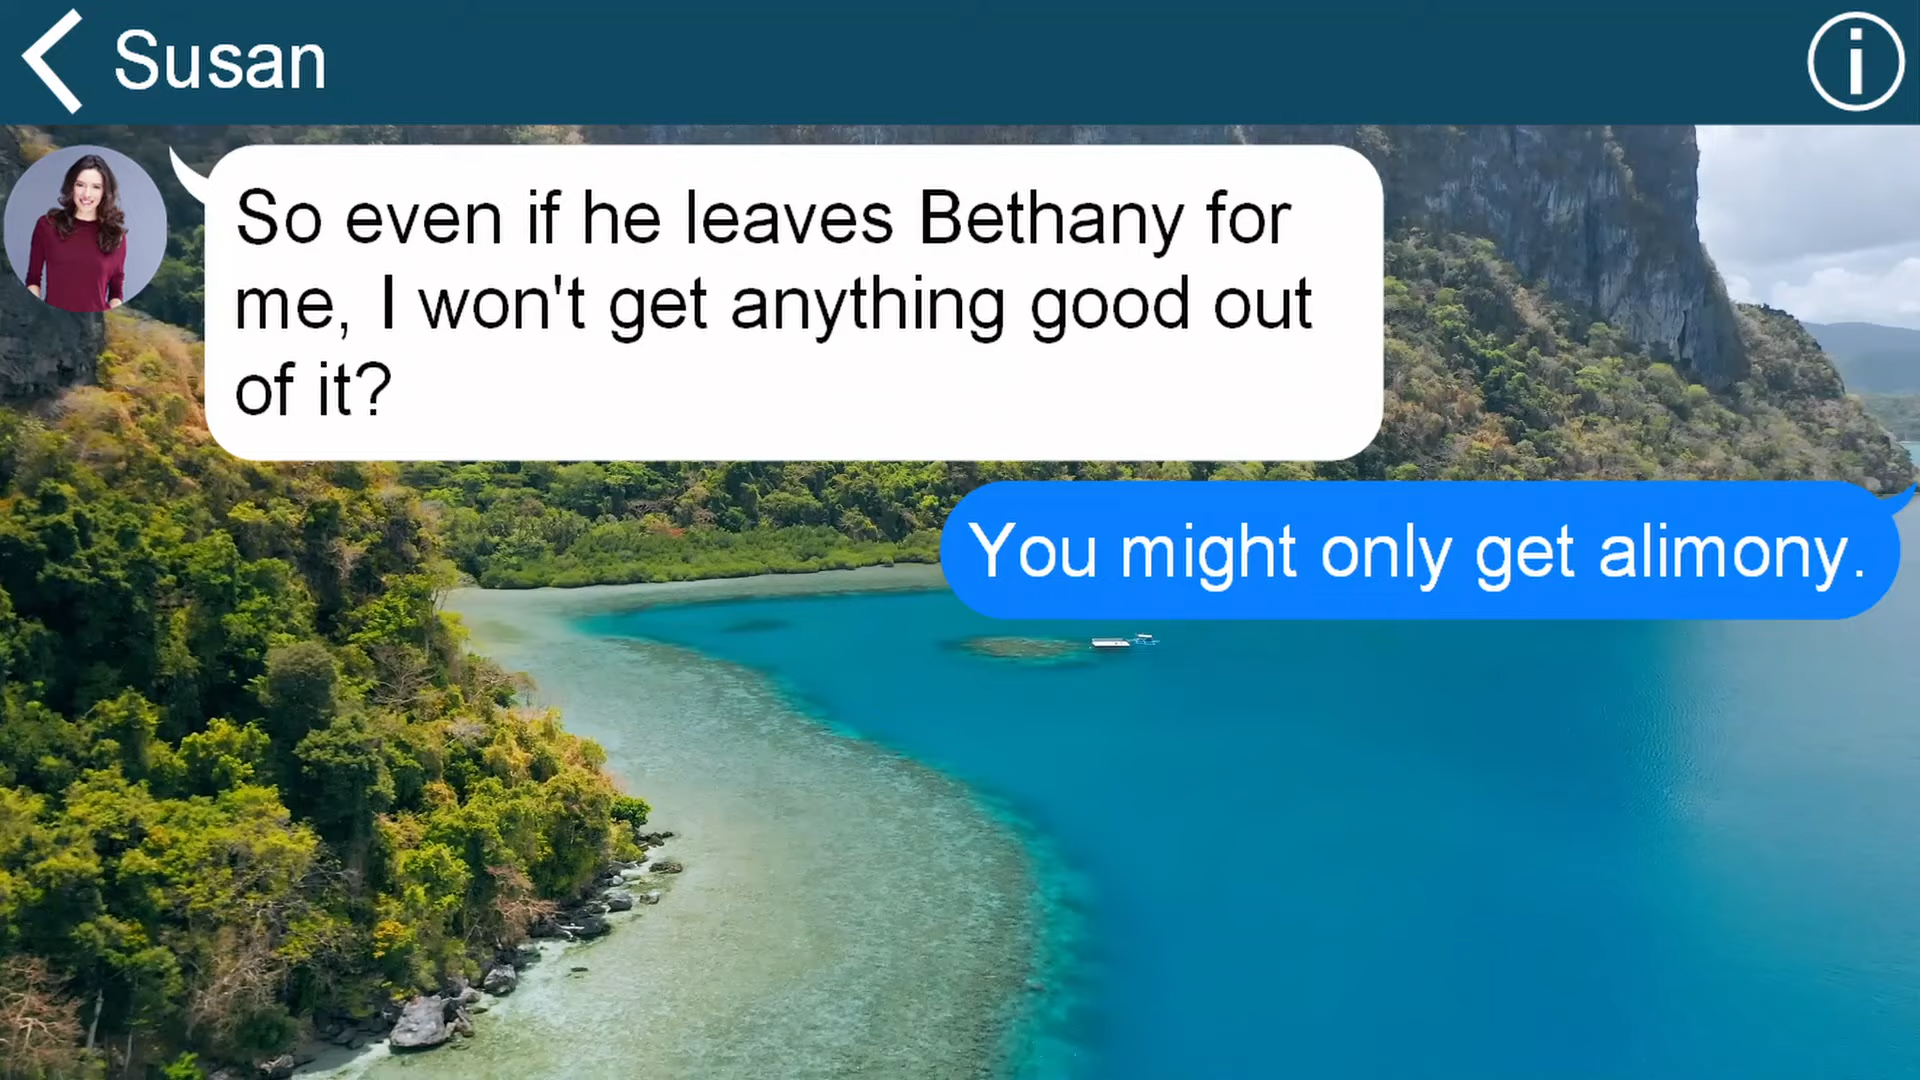 Susan
So even if he leaves Bethany for
me, I won't get anything good out
of it?
You might only get alimony.